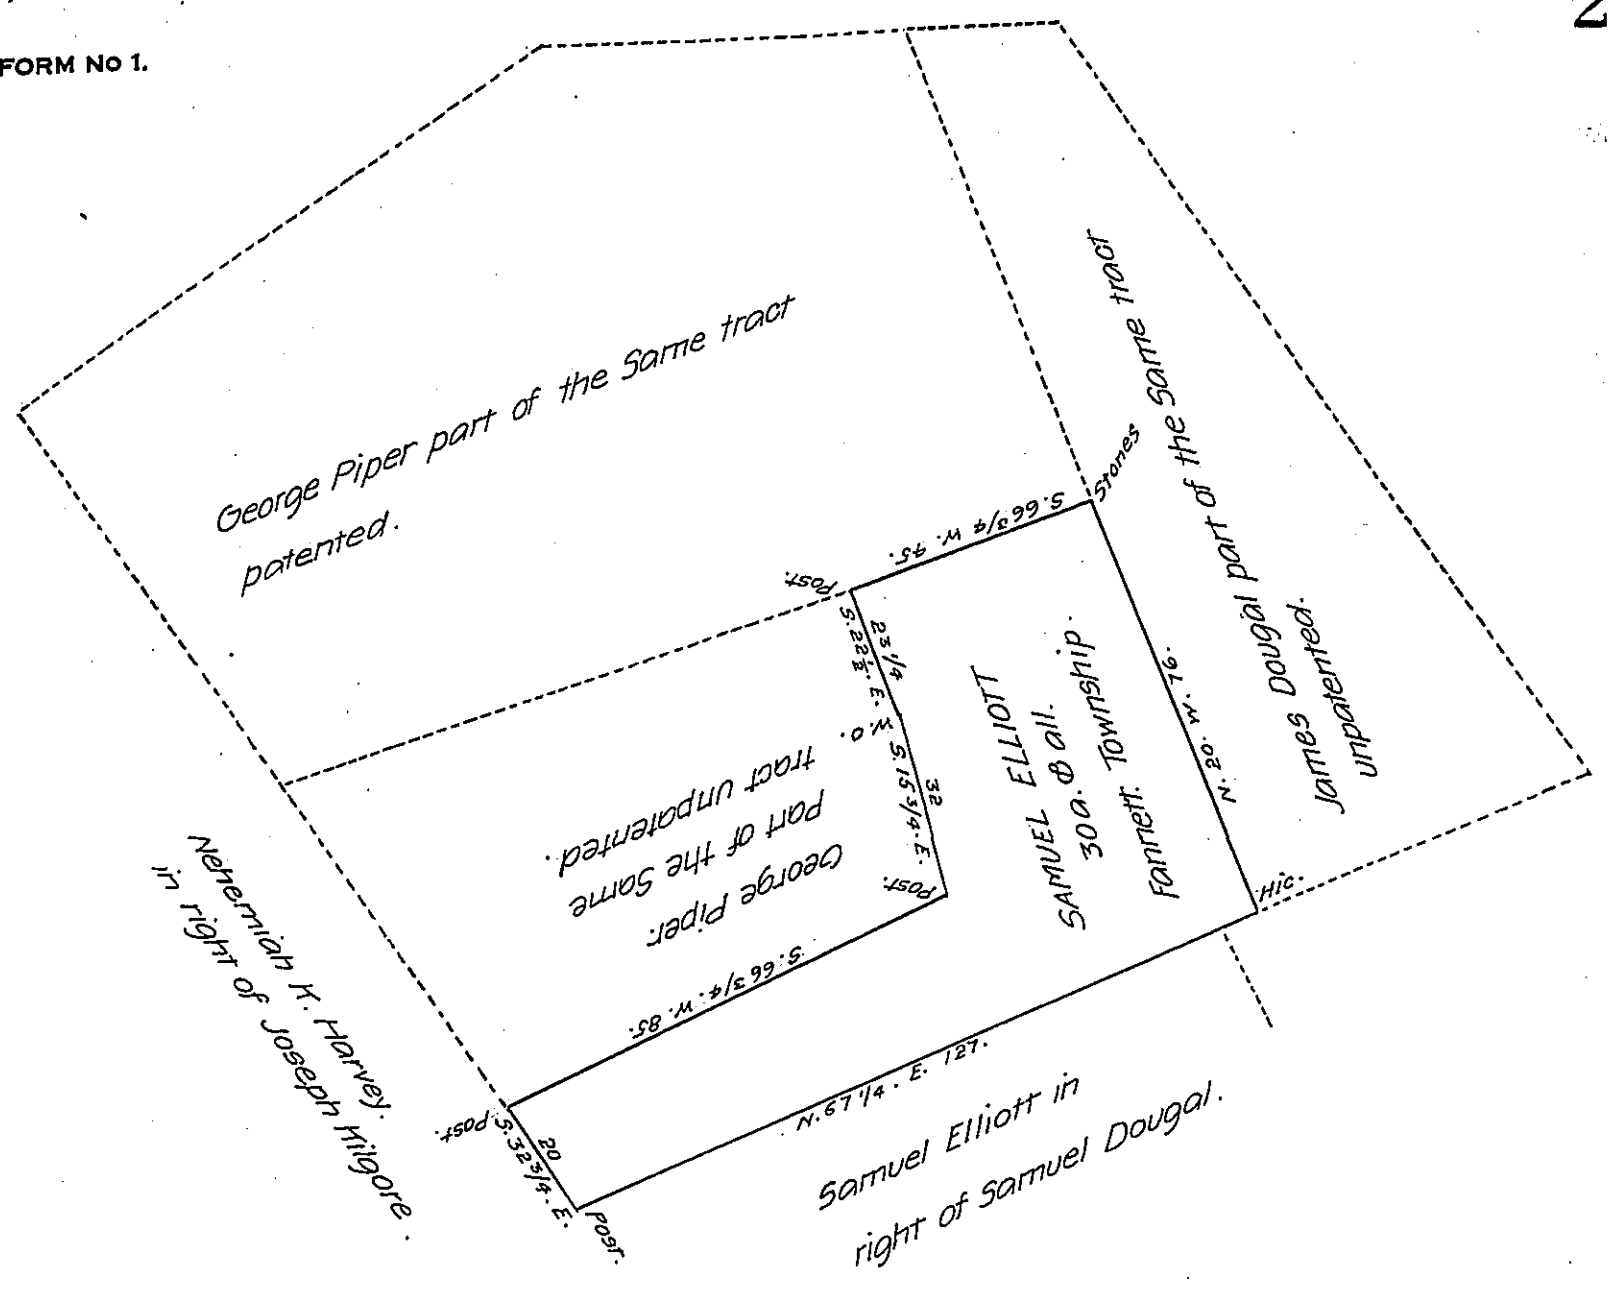 FORM No 1.
2
George Piper part of the Same tract
patented.
James Dougal part of the Same tract
unpatented.
Stones
S. 66 3/4 W. 45.
Post.
23 1/4
S. 22 1/2. E.
W.O.
32
S. 15 3/4. E.
Post.
SAMUEL ELLIOTT
30 a. & all.
Fannett. Township.
N. 20. W. 76.
Hic.
George Piper.
Part of the Same
tract unpatented.
S. 66 3/4. W. 85.
Nehemiah K. Harvey.
in right of Joseph Kilgore.
Post.
20
S. 32 3/4. E.
Post.
N. 67 1/4. E. 127.
Samuel Elliott in
right of Samuel Dougal.